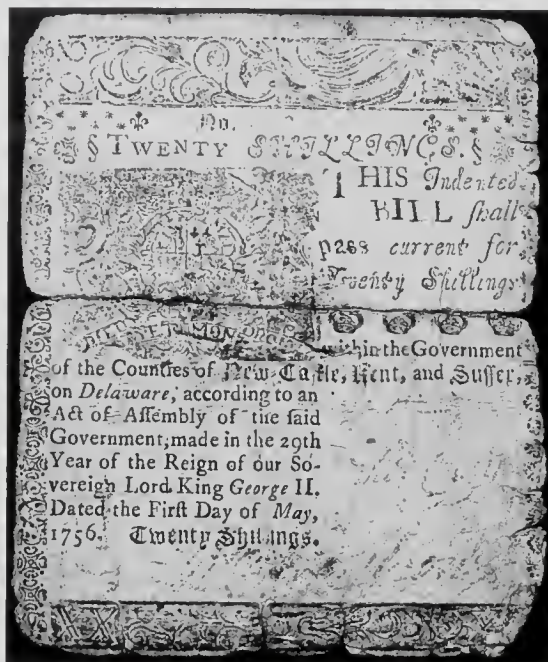 No.
§ TWENTY SHILLINGS. §
THIS Indented
BILL ſhall
paſs current for
Twenty Shillings
within the Government
of the Counties of New-Caſtle, Kent, and Suſſex,
on Delaware, according to an
Act of Aſſembly of the ſaid
Government, made in the 29th
Year of the Reign of our So-
vereign Lord King George II.
Dated the Firſt Day of May,
1756. Twenty Shillings.
XX